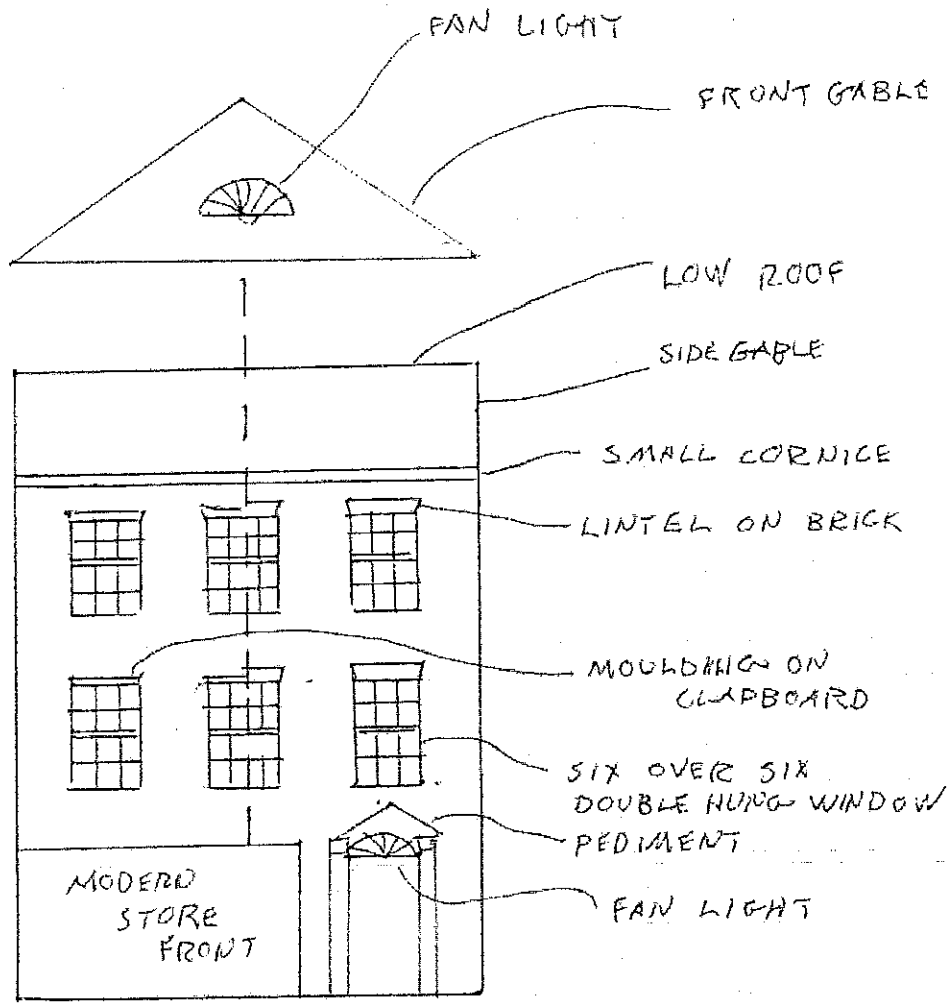 FAN LIGHT
FRONT GABLE
LOW ROOF
SIDE GABLE
SMALL CORNICE
LINTEL ON BRICK
MOULDING ON
CLAPBOARD
SIX OVER SIX
DOUBLE HUNG WINDOW
PEDIMENT
FAN LIGHT
MODERN
STORE
FRONT